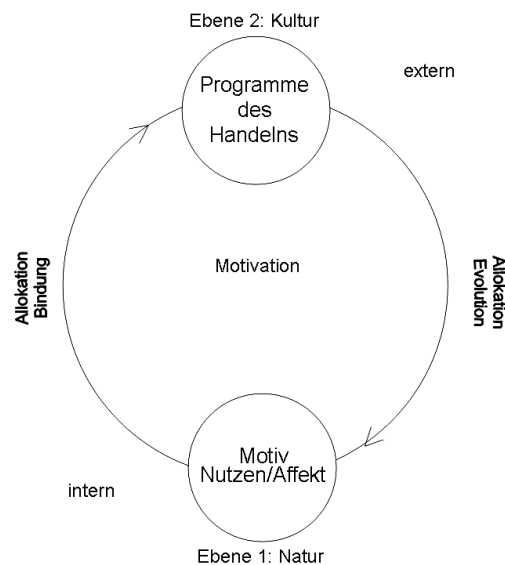 Ebene 2: Kultur
extern
Programme
des
Handelns
Allokation
Bindung
Motivation
Allokation
Evolution
Motiv
Nutzen/Affekt
intern
Ebene 1: Natur